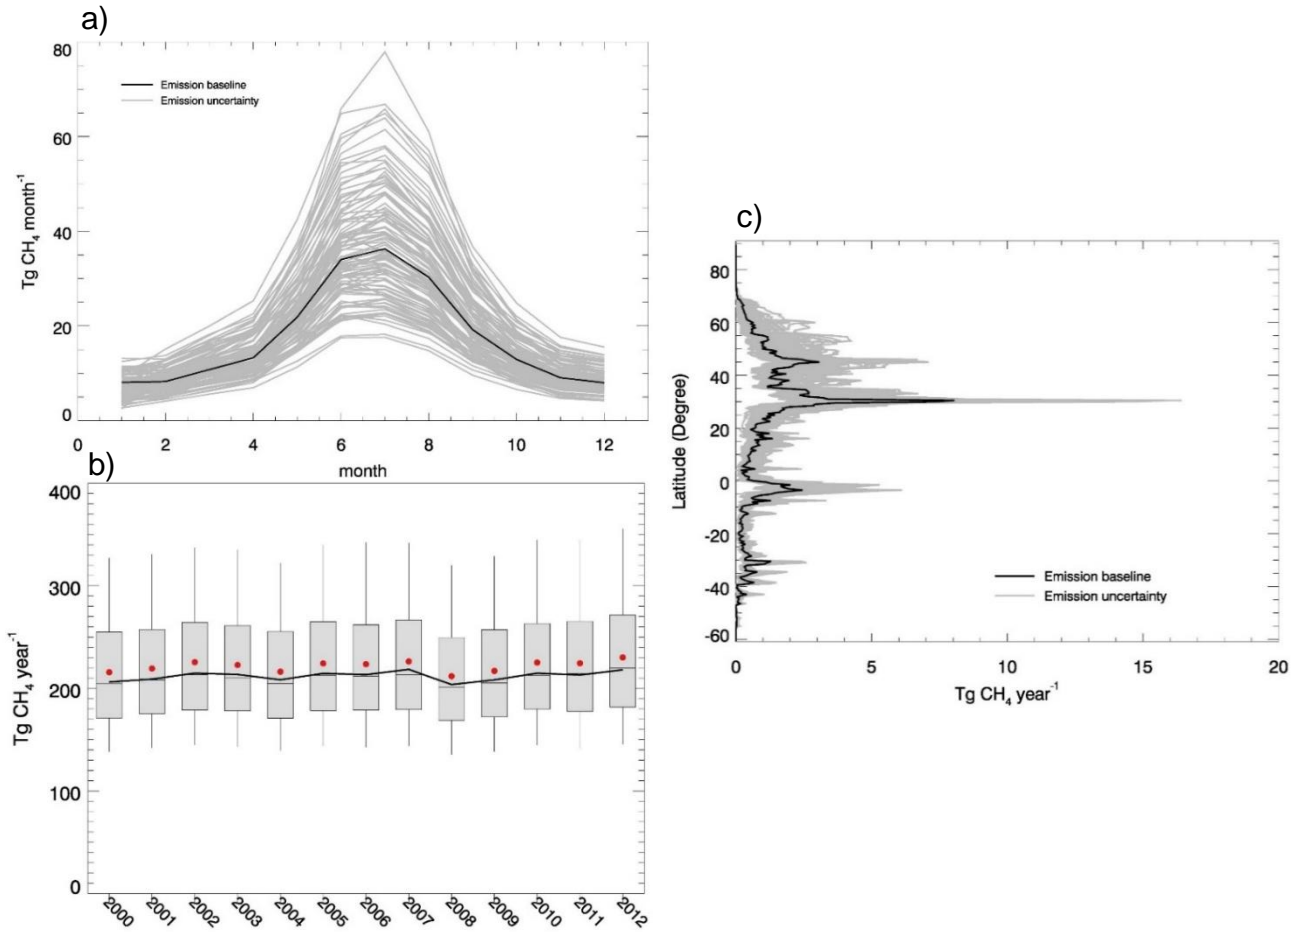 a)
80
60
40
20
0
Tg CH₄ month⁻¹
Emission baseline
Emission uncertainty
0 2 4 6 8 10 12
month
b)
400
300
200
100
0
Tg CH₄ year⁻¹
2000 2001 2002 2003 2004 2005 2006 2007 2008 2009 2010 2011 2012
c)
80
60
40
20
0
-20
-40
-60
Latitude (Degree)
Emission baseline
Emission uncertainty
0 5 10 15 20
Tg CH₄ year⁻¹